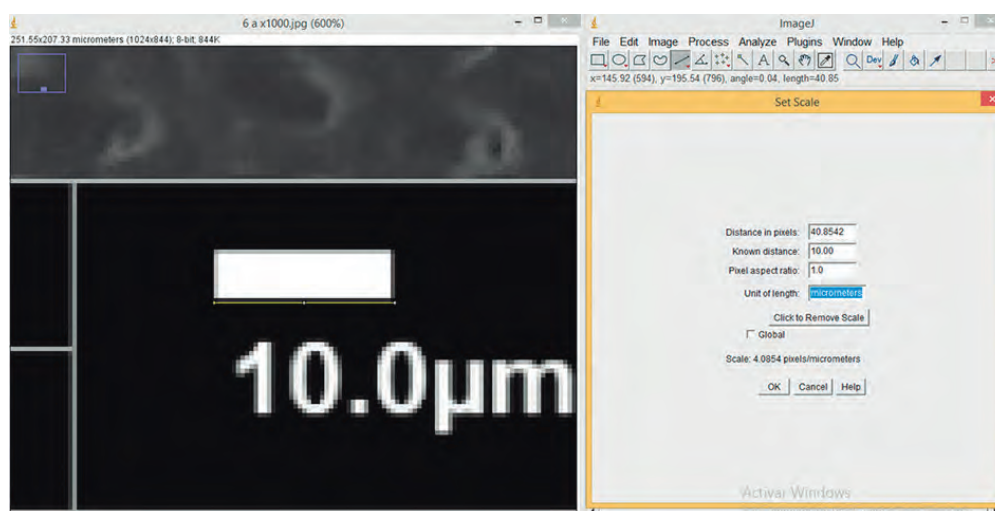 6 a x1000.jpg (600%)
251.55x207.33 micrometers (1024x844); 8-bit; 844K
10.0µm
ImageJ
File Edit Image Process Analyze Plugins Window Help
A Dev
x=145.92 (594), y=195.54 (796), angle=0.04, length=40.85
Set Scale
Distance in pixels: 40.8542
Known distance: 10.00
Pixel aspect ratio: 1.0
Unit of length: micrometers
Click to Remove Scale
Global
Scale: 4.0854 pixels/micrometers
OK Cancel Help
Activar Windows